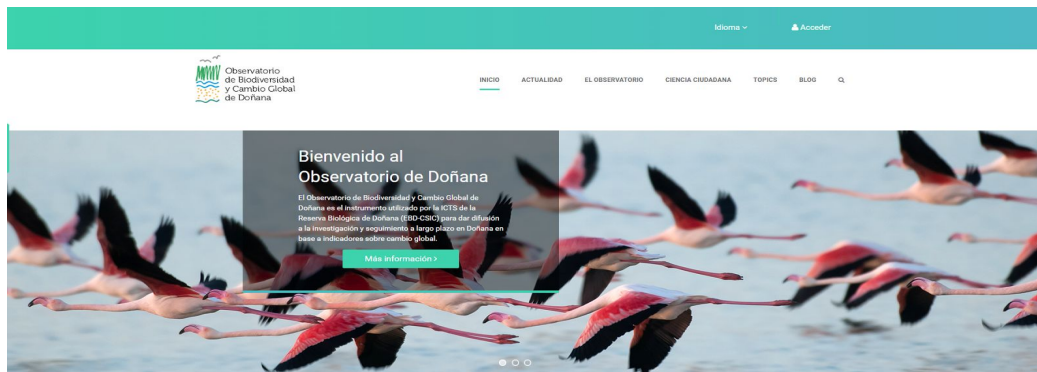 Idioma
Acceder
Observatorio
de Biodiversidad
y Cambio Global
de Doñana
INICIO ACTUALIDAD EL OBSERVATORIO CIENCIA CIUDADANA TOPICS BLOG
Bienvenido al
Observatorio de Doñana
El Observatorio de Biodiversidad y Cambio Global de
Doñana es el instrumento utilizado por la ICTS de la
Reserva Biológica de Doñana (EBD-CSIC) para dar difusión
a la investigación y seguimiento a largo plazo en Doñana en
base a indicadores sobre cambio global.
Más información >